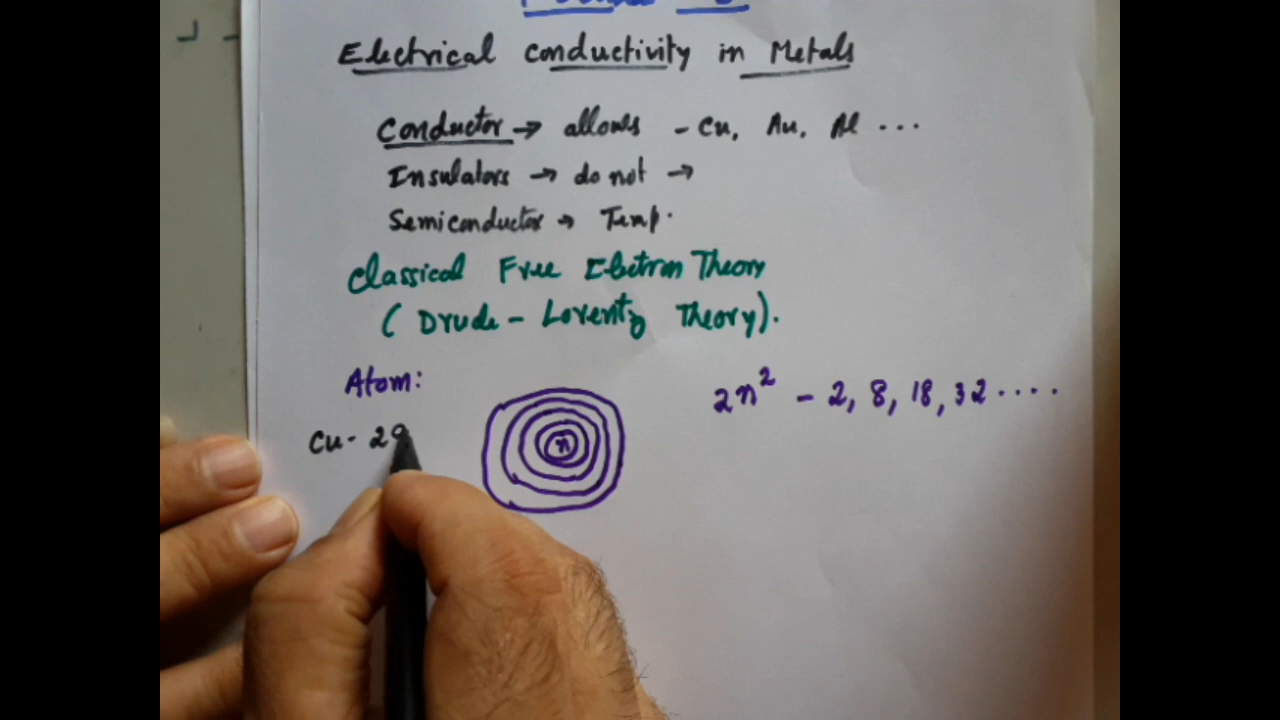 Electrical conductivity in Metals
Conductor → allows - Cu, Au, Al ...
Insulators → do not →
Semiconductor → Temp.
Classical Free Electron Theory
( Drude - Lorentz Theory).
Atom:
2n² - 2, 8, 18, 32 ....
Cu - 29
n